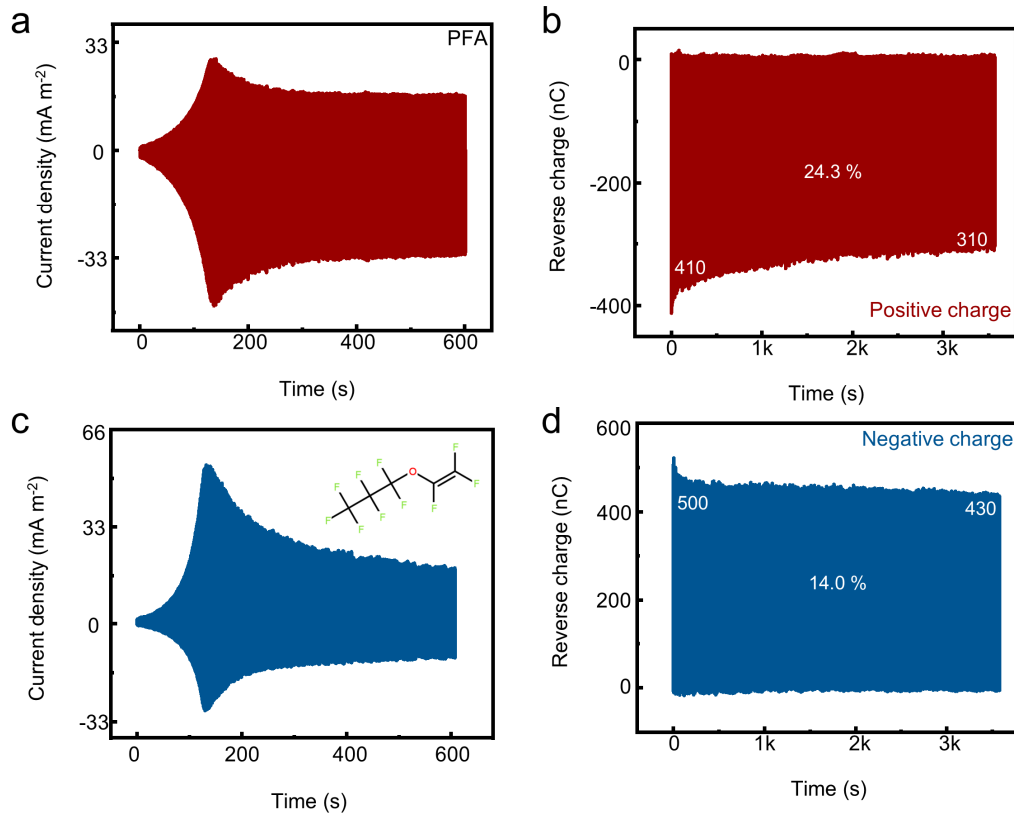 a
PFA
33
0
-33
Current density (mA m⁻²)
0 200 400 600
Time (s)
b
0
-200
-400
Reverse charge (nC)
24.3 %
410
310
Positive charge
0 1k 2k 3k
Time (s)
c
66
33
0
-33
Current density (mA m⁻²)
F F F F O F F F F F F
0 200 400 600
Time (s)
d
Negative charge
600
400
200
0
Reverse charge (nC)
500
430
14.0 %
0 1k 2k 3k
Time (s)